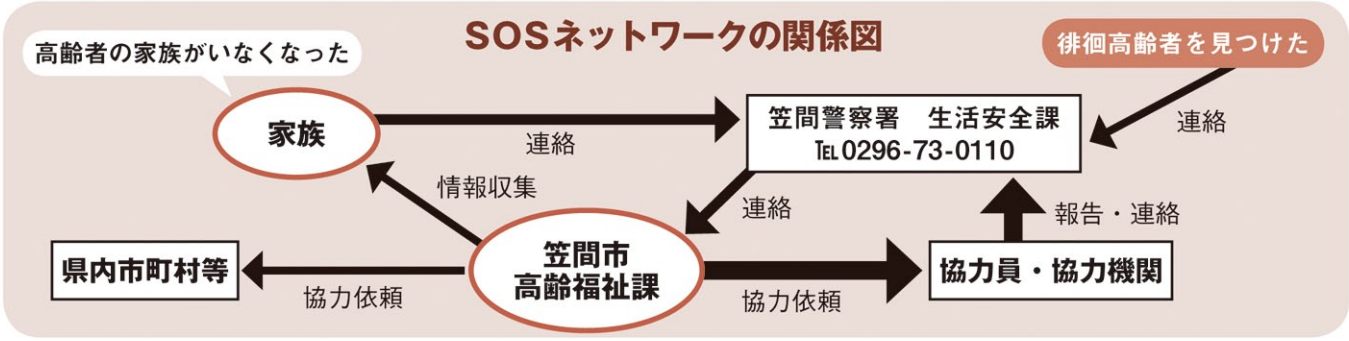 SOSネットワークの関係図
高齢者の家族がいなくなった
徘徊高齢者を見つけた
家族
連絡
笠間警察署　生活安全課
℡0296-73-0110
連絡
情報収集
連絡
報告・連絡
県内市町村等
協力依頼
笠間市
高齢福祉課
協力依頼
協力員・協力機関